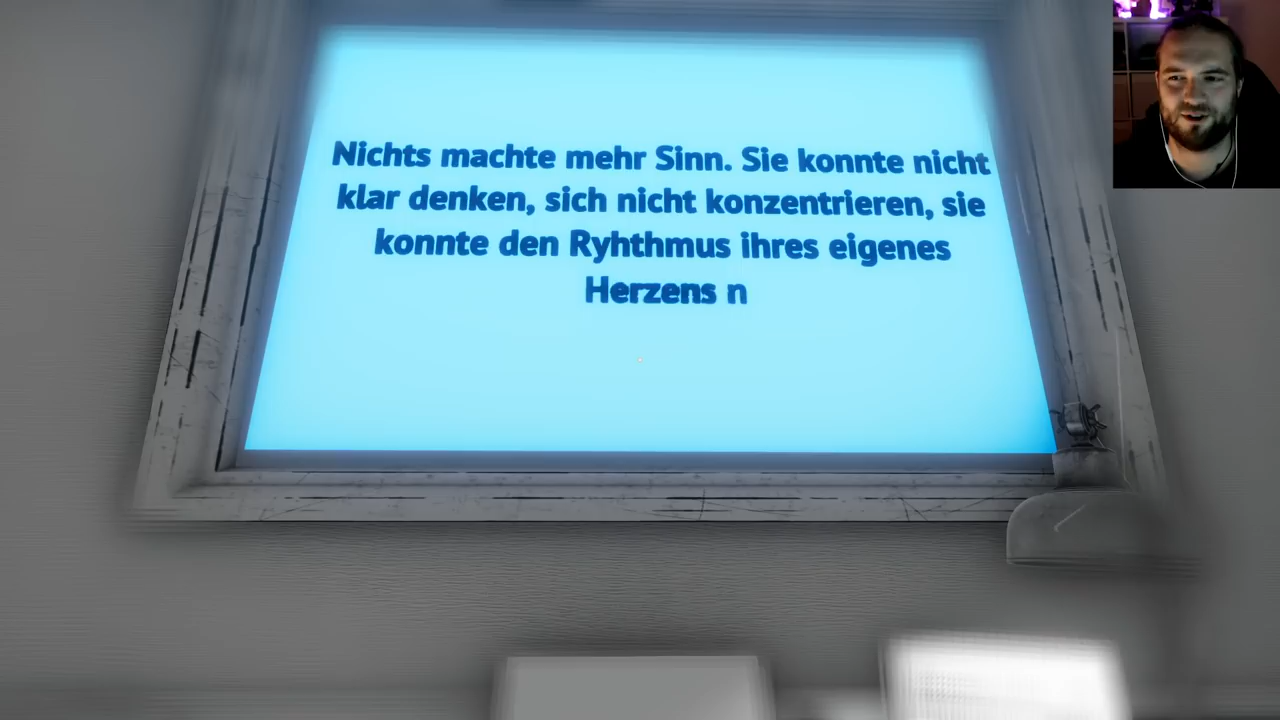 Nichts machte mehr Sinn. Sie konnte nicht
klar denken, sich nicht konzentrieren, sie
konnte den Ryhthmus ihres eigenes
Herzens n